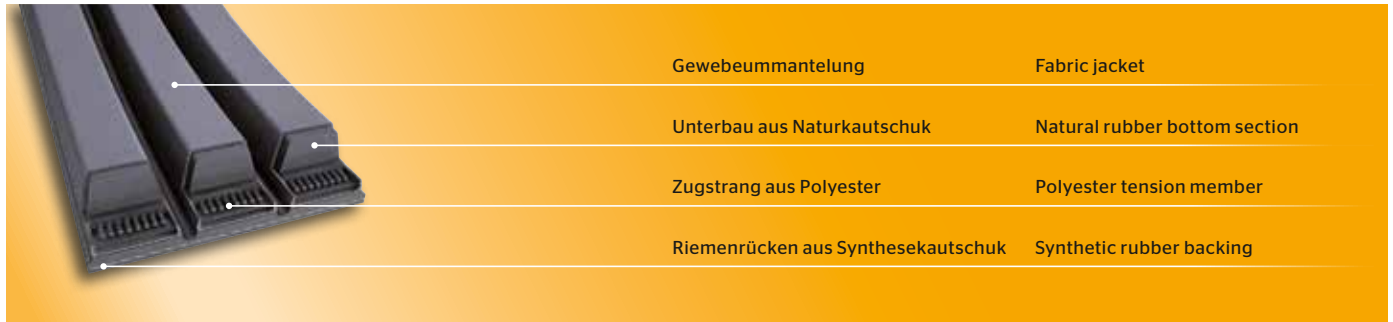 Gewebeummantelung Fabric jacket
Unterbau aus Naturkautschuk Natural rubber bottom section
Zugstrang aus Polyester Polyester tension member
Riemenrücken aus Synthesekautschuk Synthetic rubber backing